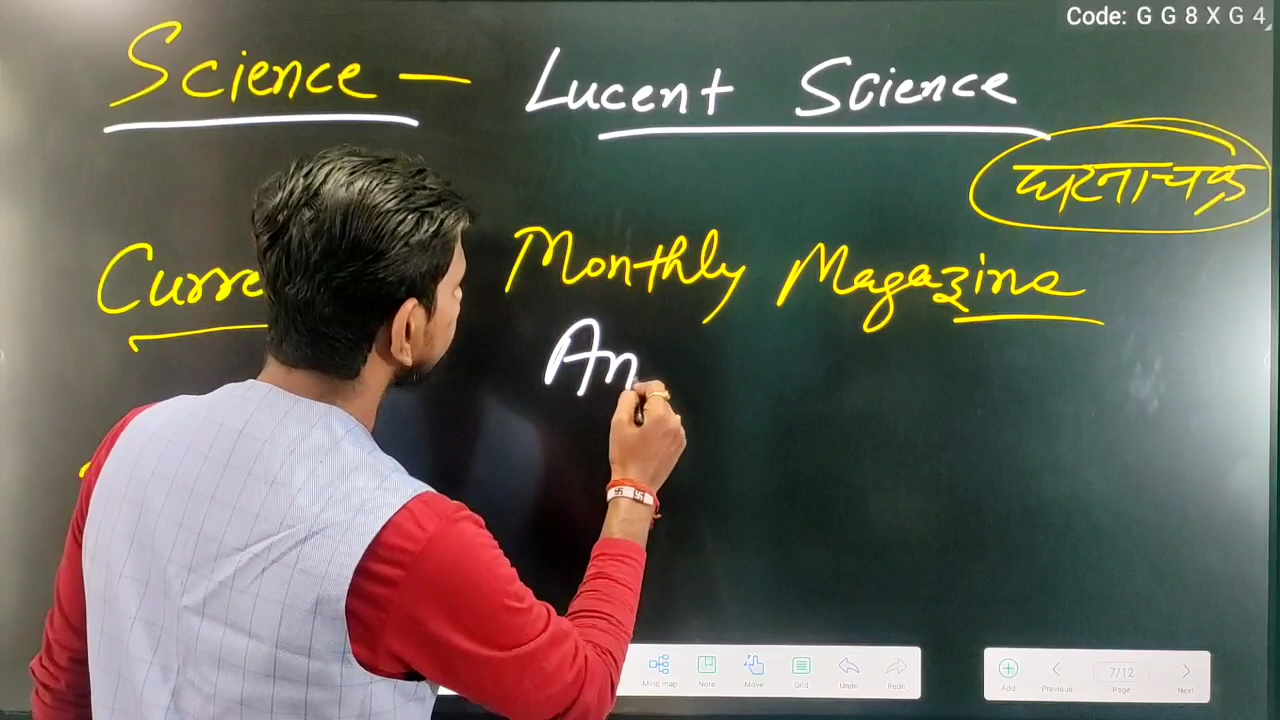 Code: G G 8 X G 4
Science — Lucent Science
घटनाचक्र
Curre Monthly Magazine
An
Mind map Note Move Grid Undo Redo
Add Previous 7/12 Page Next